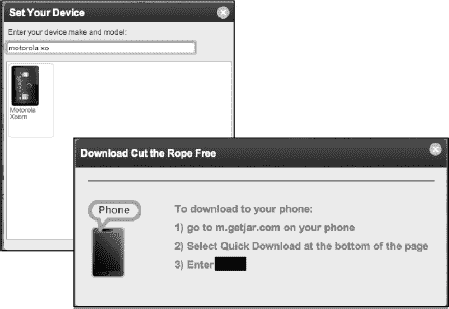 Set Your Device
Enter your device make and model:
motorola xo
Motorola
Xoom
Download Cut the Rope Free
Phone
To download to your phone:
1) go to m.getjar.com on your phone
2) Select Quick Download at the bottom of the page
3) Enter